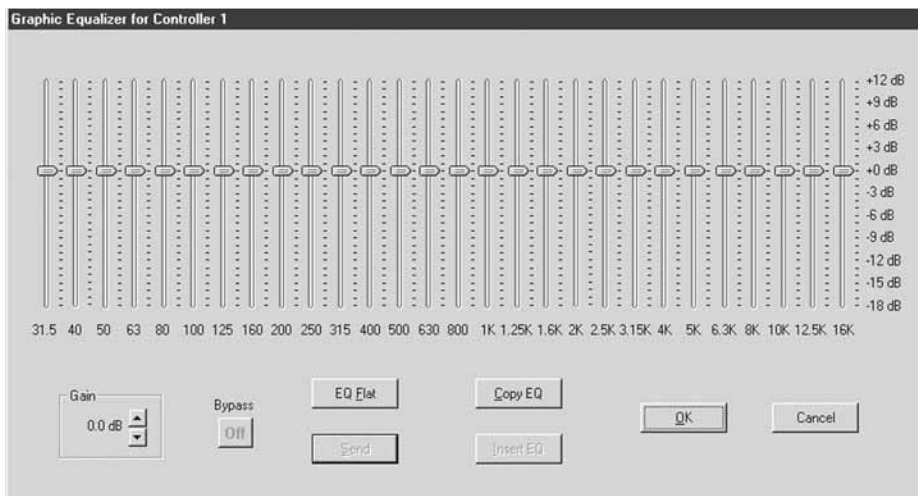 Graphic Equalizer for Controller 1
+12 dB
+9 dB
+6 dB
+3 dB
+0 dB
-3 dB
-6 dB
-9 dB
-12 dB
-15 dB
-18 dB
31.5 40 50 63 80 100 125 160 200 250 315 400 500 630 800 1K 1.25K 1.6K 2K 2.5K 3.15K 4K 5K 6.3K 8K 10K 12.5K 16K
Gain
0.0 dB
Bypass
Off
EQ Flat
Copy EQ
Send
Insert EQ
OK
Cancel